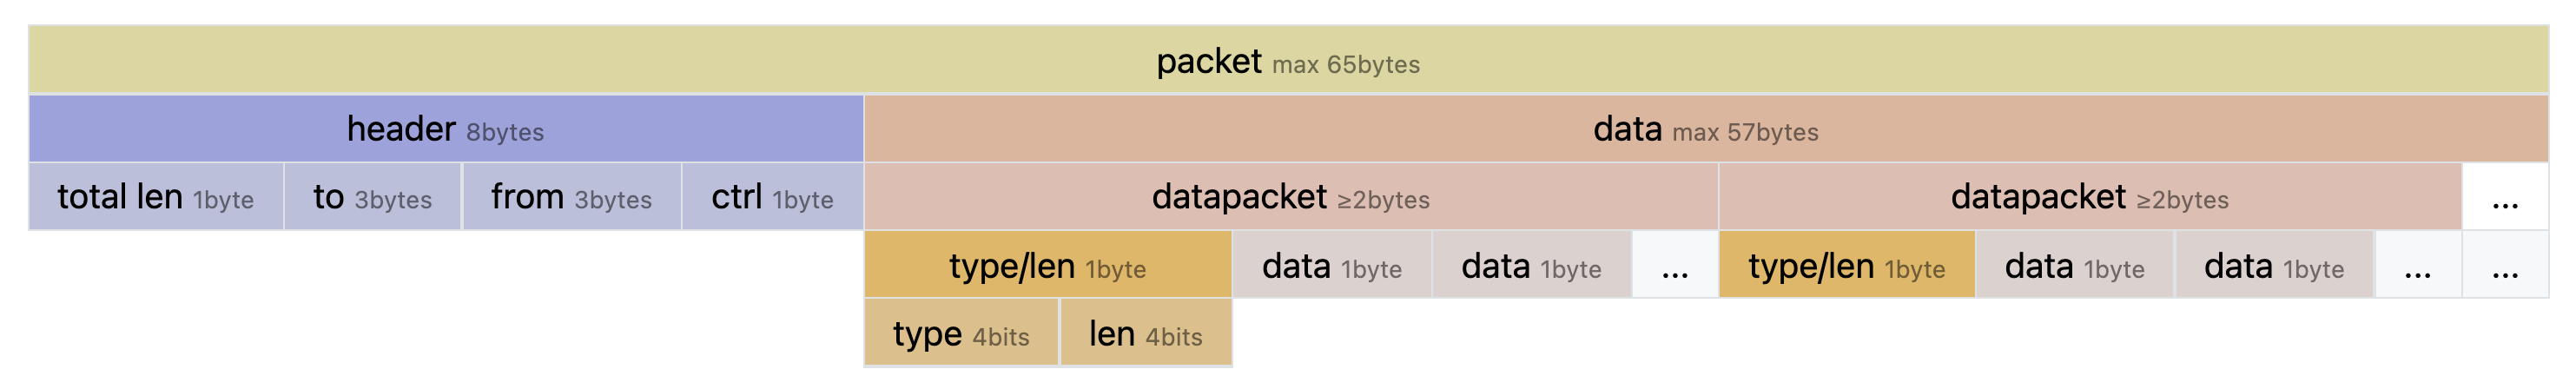 packet max 65bytes
header 8bytes data max 57bytes
total len 1byte to 3bytes from 3bytes ctrl 1byte datapacket ≥2bytes datapacket ≥2bytes ...
type/len 1byte data 1byte data 1byte ... type/len 1byte data 1byte data 1byte ... ...
type 4bits len 4bits